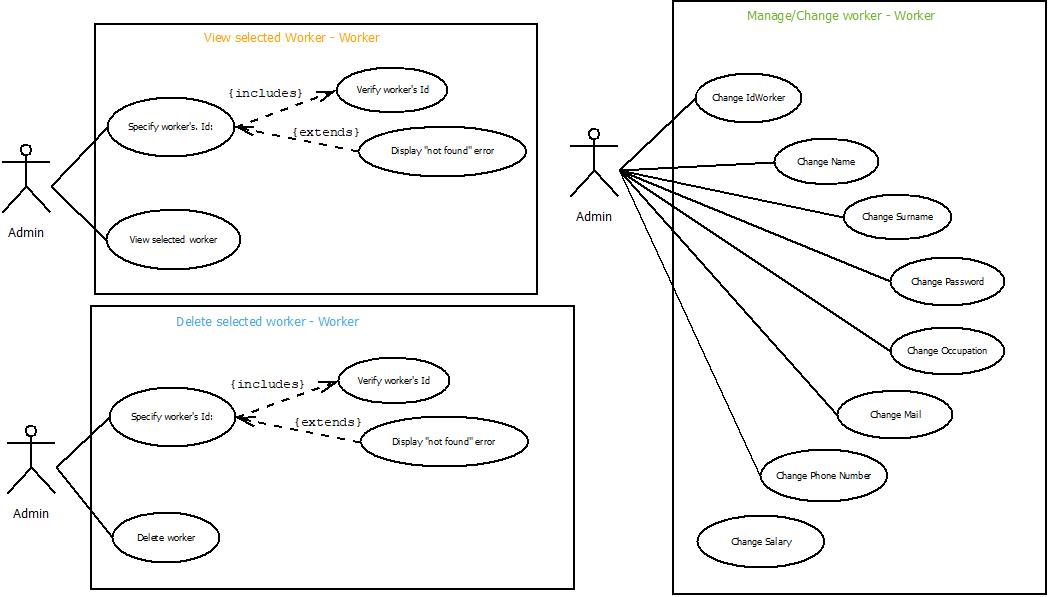 View selected Worker - Worker
{includes}
Verify worker's Id
Specify worker's. Id:
{extends}
Display "not found" error
Admin
View selected worker
Delete selected worker - Worker
{includes}
Verify worker's Id
Specify worker's Id:
{extends}
Display "not found" error
Admin
Delete worker
Manage/Change worker - Worker
Change IdWorker
Change Name
Admin
Change Surname
Change Password
Change Occupation
Change Mail
Change Phone Number
Change Salary